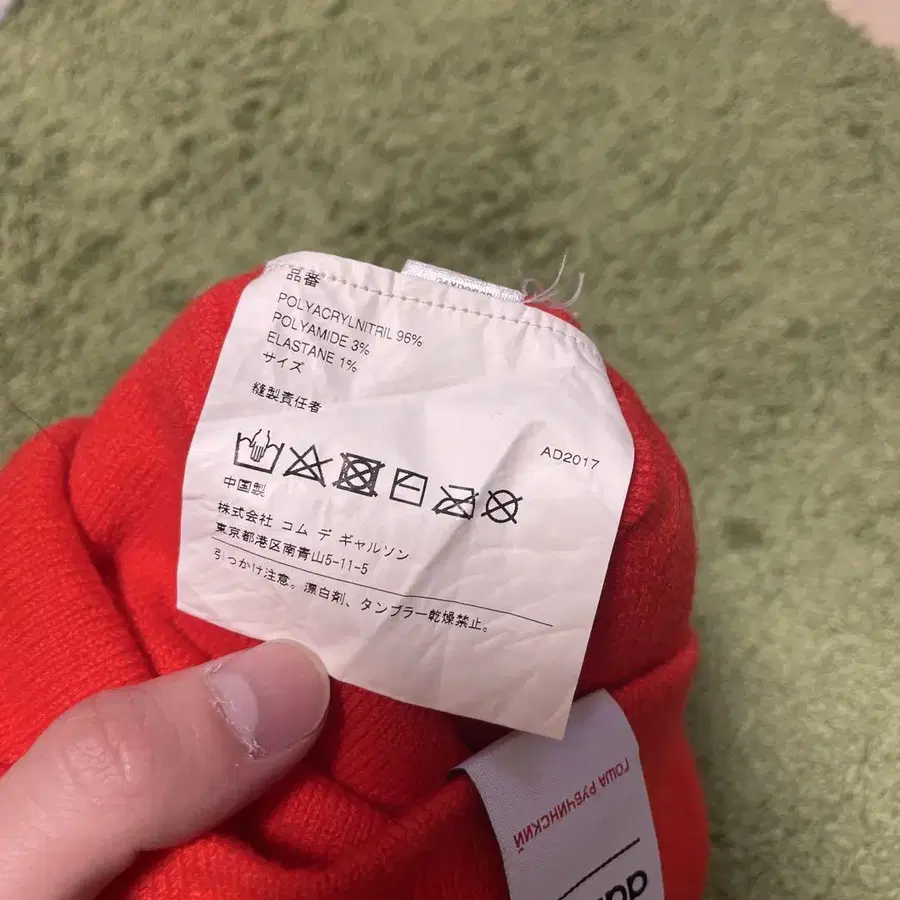 品番
POLYACRYLNITRIL 96%
POLYAMIDE 3%
ELASTANE 1%
サイズ
縫製責任者
AD2017
中国製
株式会社 コム デ ギャルソン
東京都港区南青山5-11-5
引っかけ注意。漂白剤、タンブラー乾燥禁止。
ГОША РУБЧИНСКИЙ